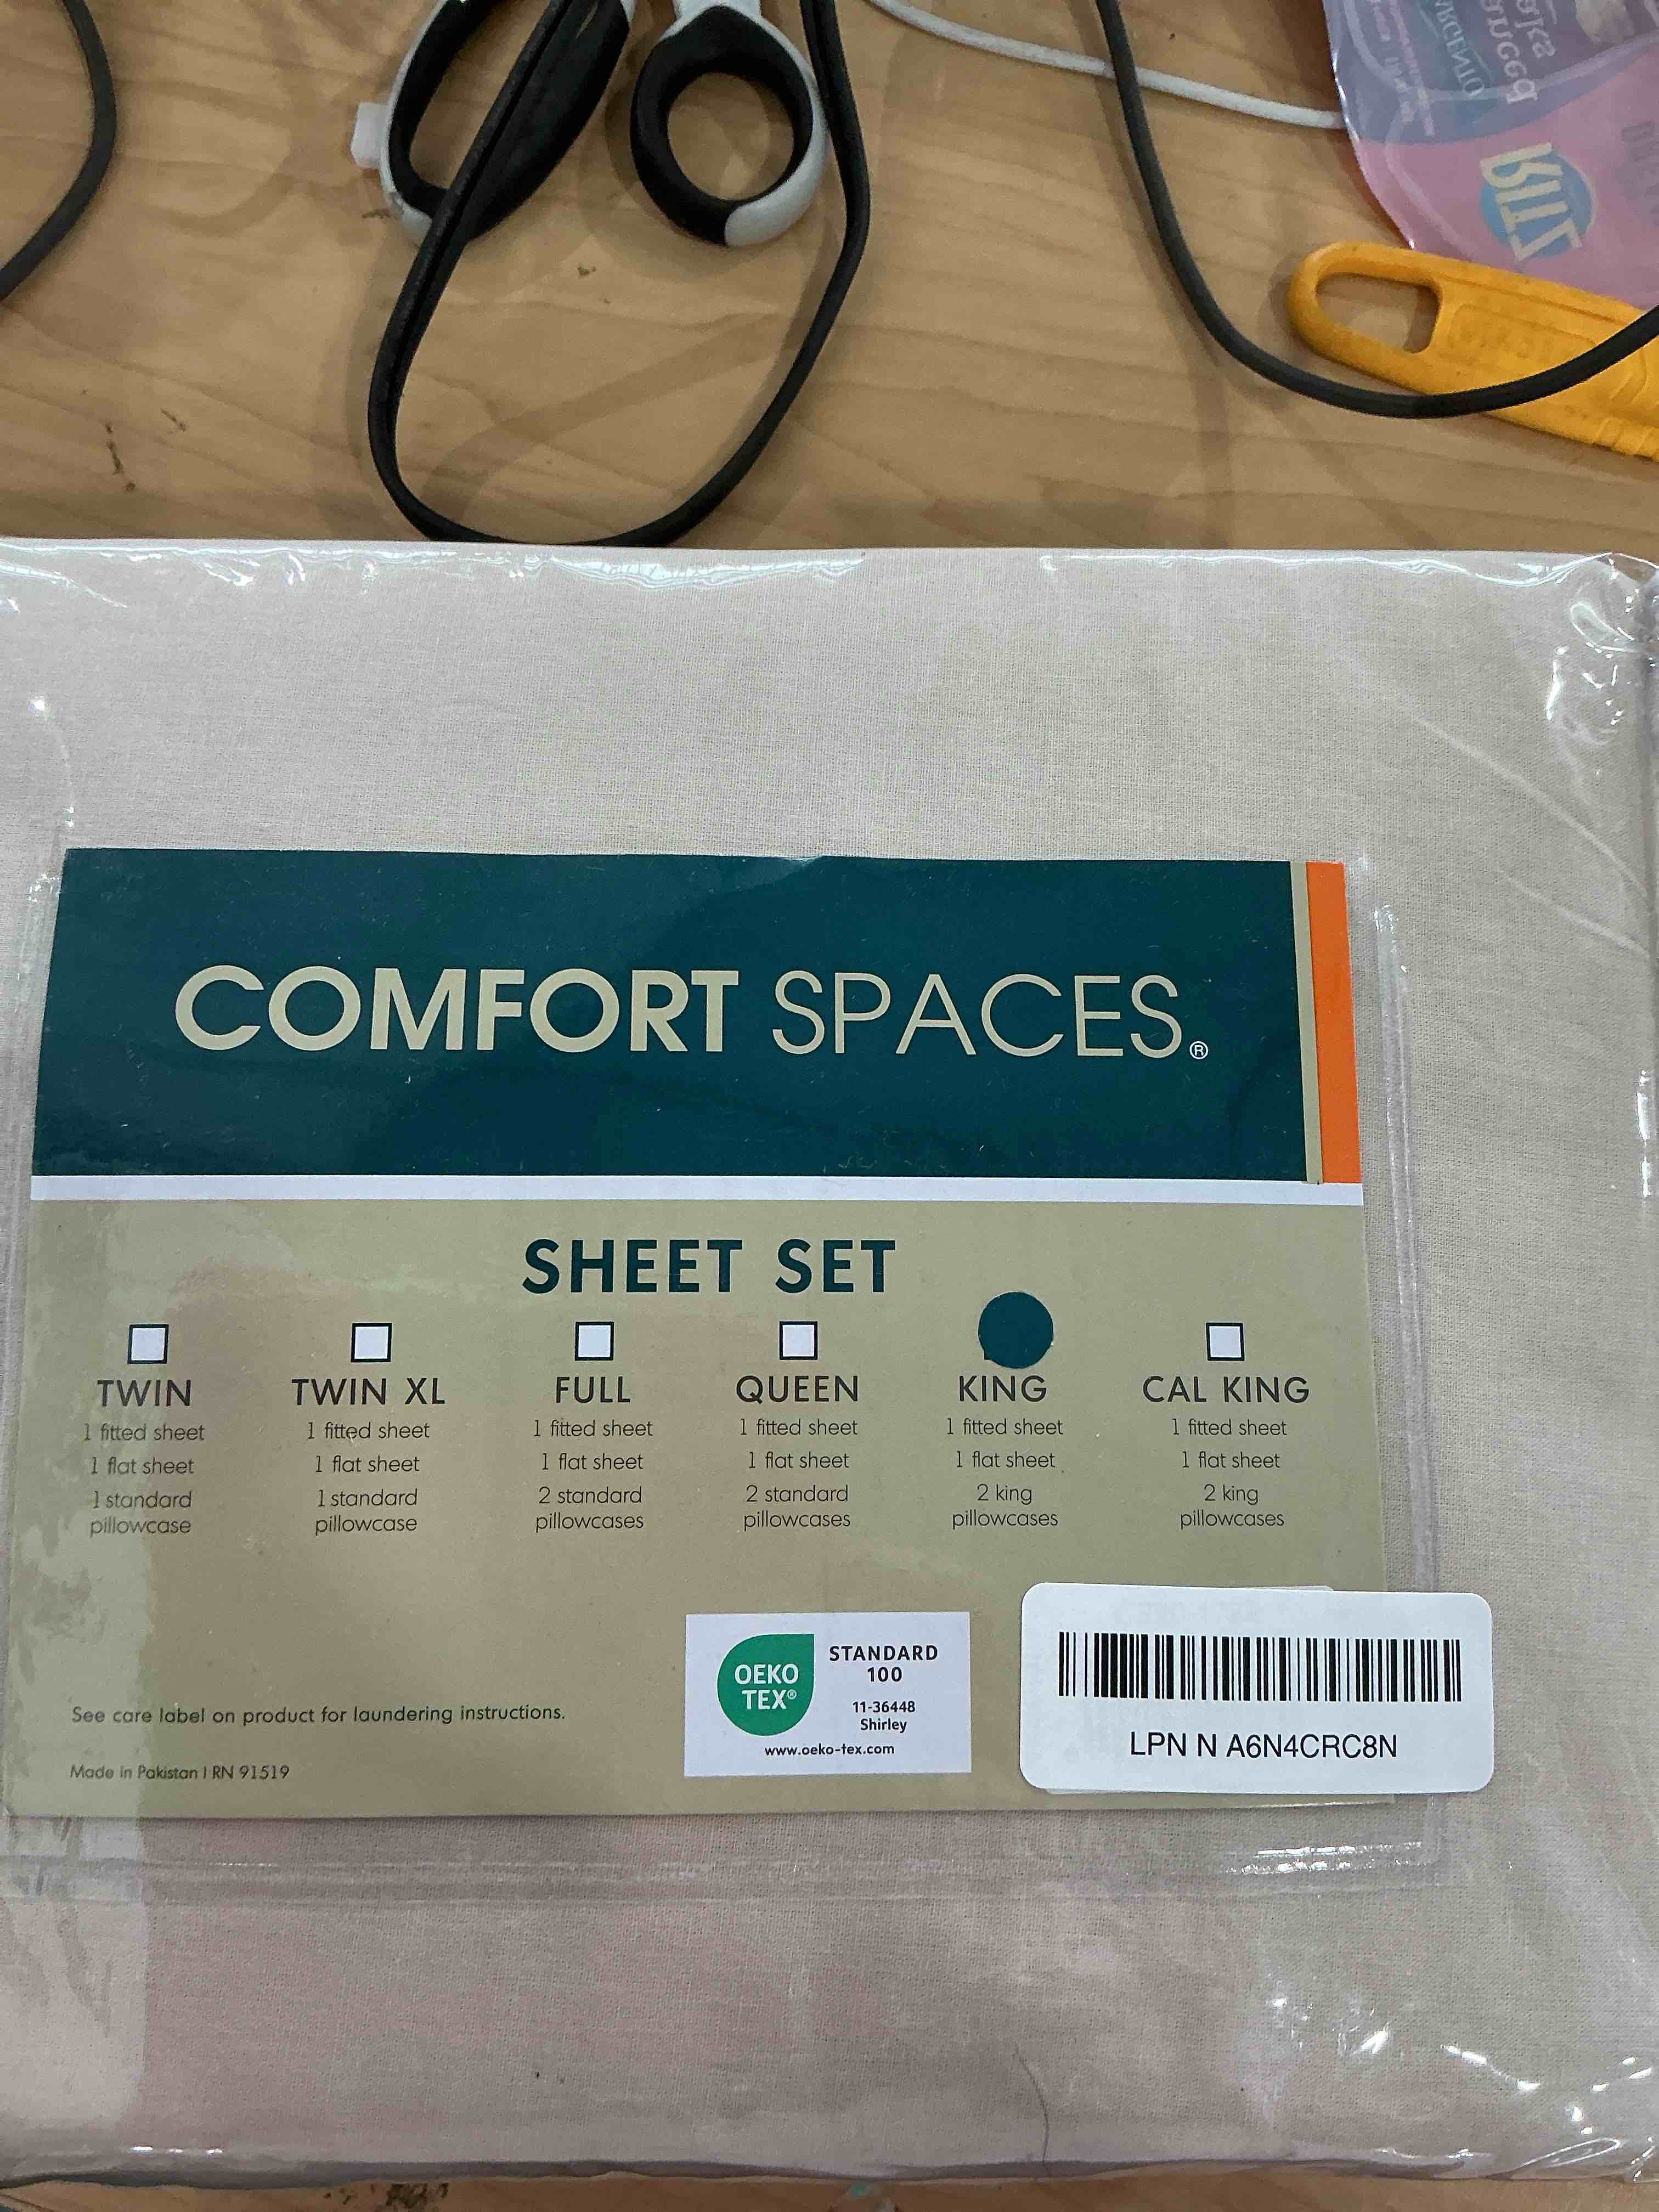 RITZ
COMFORT SPACES®
SHEET SET
TWIN
1 fitted sheet
1 flat sheet
1 standard
pillowcase
TWIN XL
1 fitted sheet
1 flat sheet
1 standard
pillowcase
FULL
1 fitted sheet
1 flat sheet
2 standard
pillowcases
QUEEN
1 fitted sheet
1 flat sheet
2 standard
pillowcases
KING
1 fitted sheet
1 flat sheet
2 king
pillowcases
CAL KING
1 fitted sheet
1 flat sheet
2 king
pillowcases
See care label on product for laundering instructions.
Made in Pakistan | RN 91519
OEKO
TEX®
STANDARD
100
11-36448
Shirley
www.oeko-tex.com
LPN N A6N4CRC8N